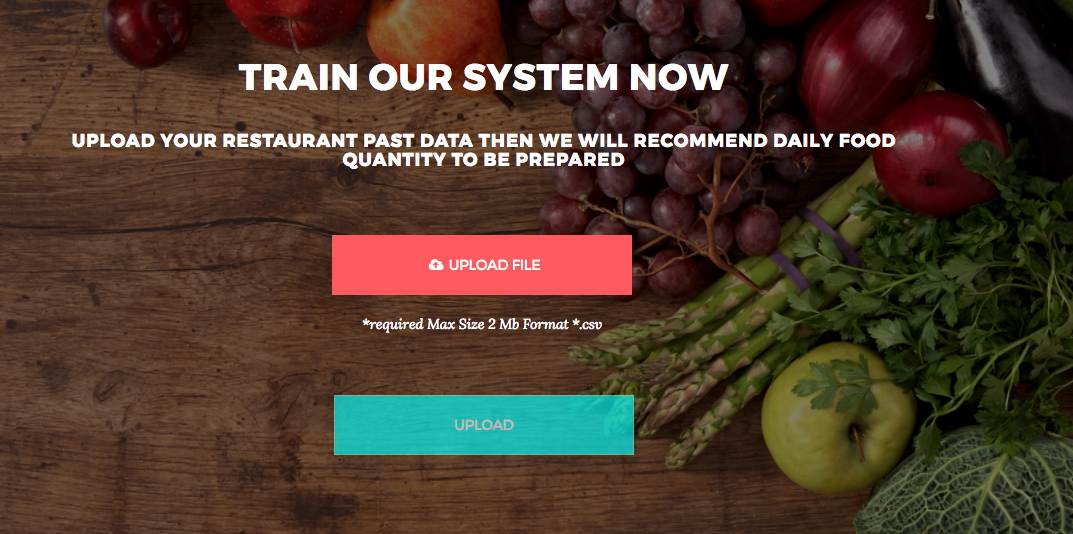 TRAIN OUR SYSTEM NOW
UPLOAD YOUR RESTAURANT PAST DATA THEN WE WILL RECOMMEND DAILY FOOD
QUANTITY TO BE PREPARED
UPLOAD FILE
*required Max Size 2 Mb Format *.csv
UPLOAD